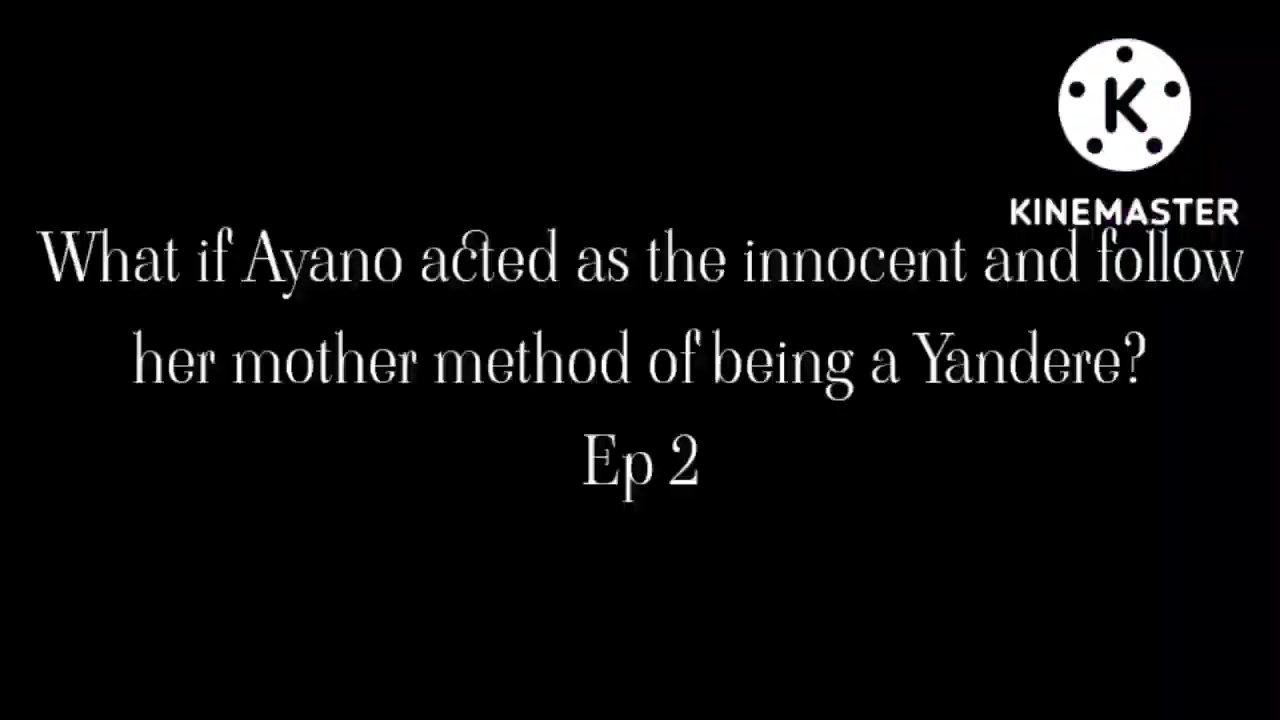 K
KINEMASTER
What if Ayano acted as the innocent and follow
her mother method of being a Yandere?
Ep 2